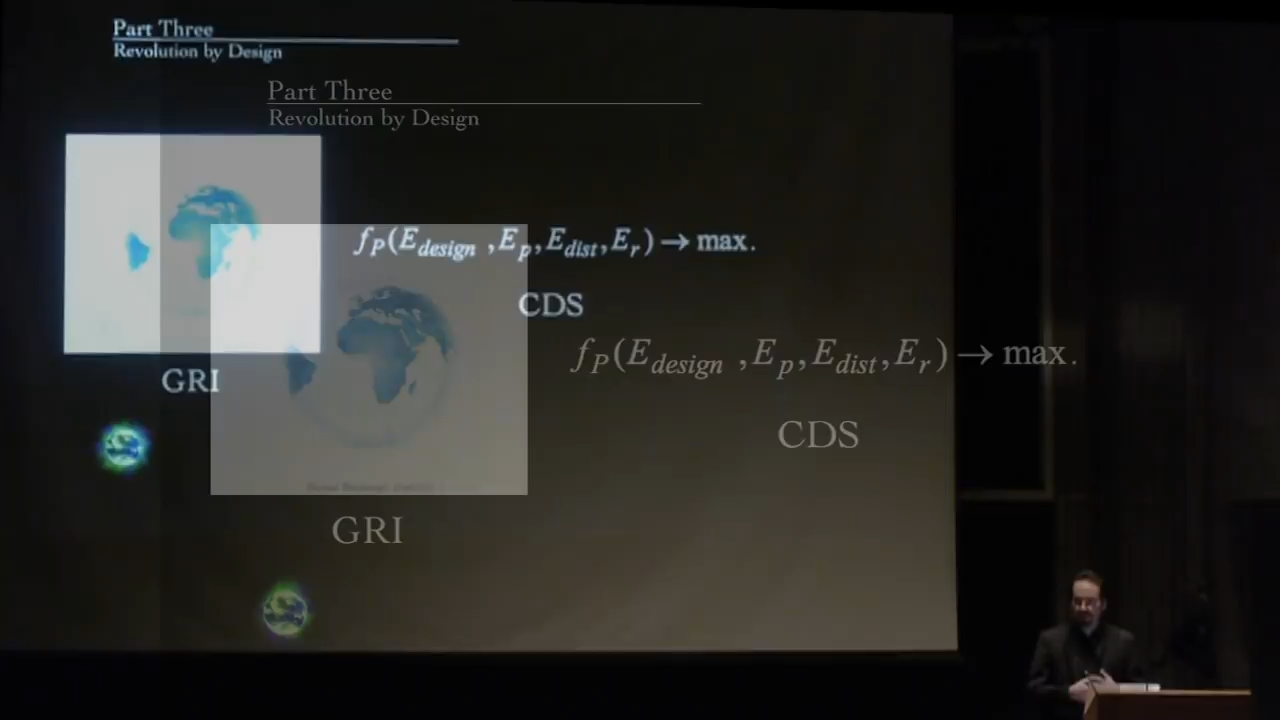 Part Three
Revolution by Design
Part Three
Revolution by Design
f_P(E_design ,E_p,E_dist,E_r) → max.
CDS
GRI
f_P(E_design ,E_p,E_dist,E_r) → max.
CDS
GRI